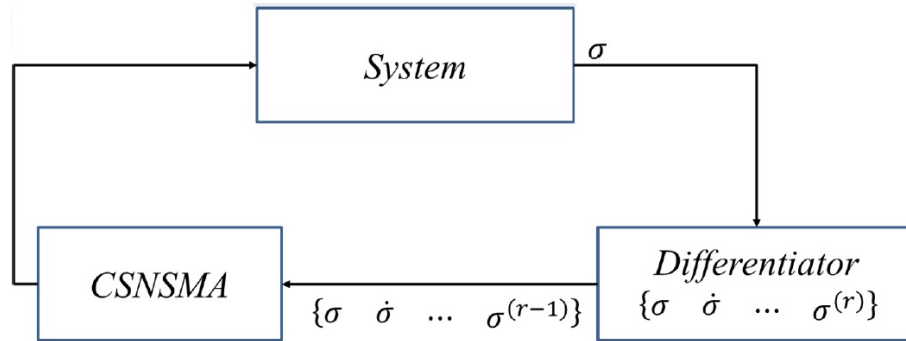 System
σ
Differentiator
{σ σ̇ ... σ^(r)}
CSNSMA
{σ σ̇ ... σ^(r−1)}